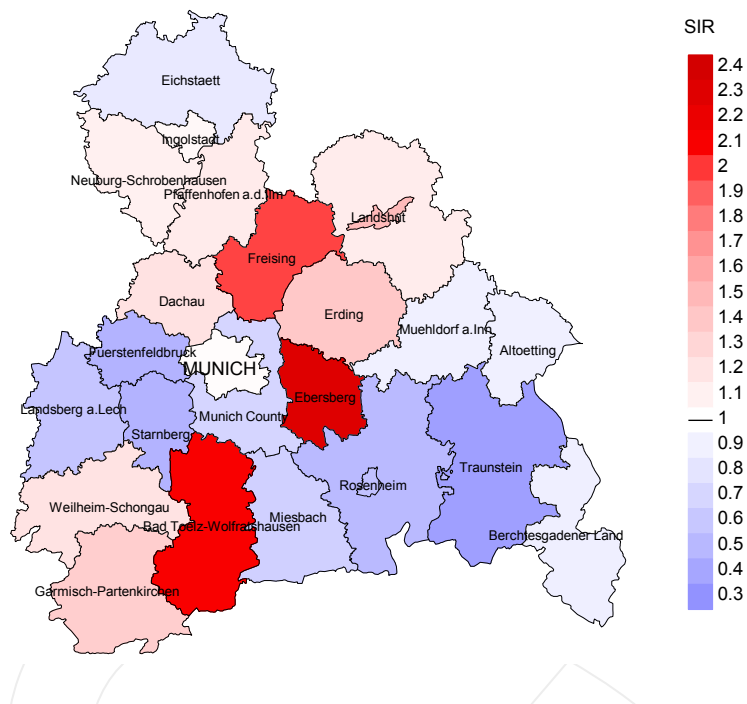 SIR
2.4
2.3
2.2
2.1
2
1.9
1.8
1.7
1.6
1.5
1.4
1.3
1.2
1.1
1
0.9
0.8
0.7
0.6
0.5
0.4
0.3
Eichstaett
Ingolstadt
Neuburg-Schrobenhausen
Pfaffenhofen a.d.Ilm
Landshut
Freising
Dachau
Erding
Muehldorf a.Inn
Altoetting
Fuerstenfeldbruck
MUNICH
Ebersberg
Landsberg a.Lech
Munich County
Starnberg
Traunstein
Rosenheim
Weilheim-Schongau
Miesbach
Bad Toelz-Wolfratshausen
Berchtesgadener Land
Garmisch-Partenkirchen